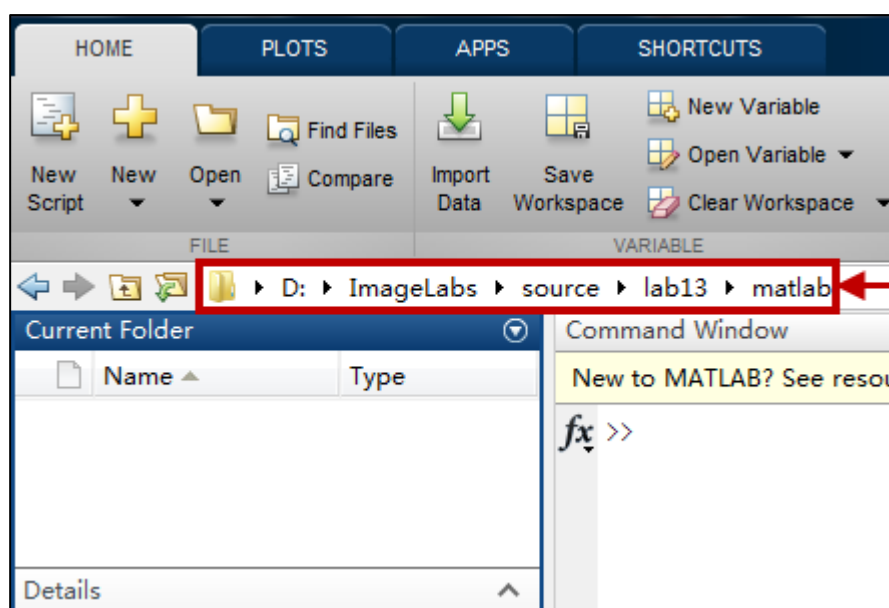 HOME PLOTS APPS SHORTCUTS
New Script
New
Open
Find Files
Compare
Import Data
Save Workspace
New Variable
Open Variable
Clear Workspace
FILE VARIABLE
D: ImageLabs source lab13 matlab
Current Folder
Command Window
Name Type
New to MATLAB? See resou
fx >>
Details